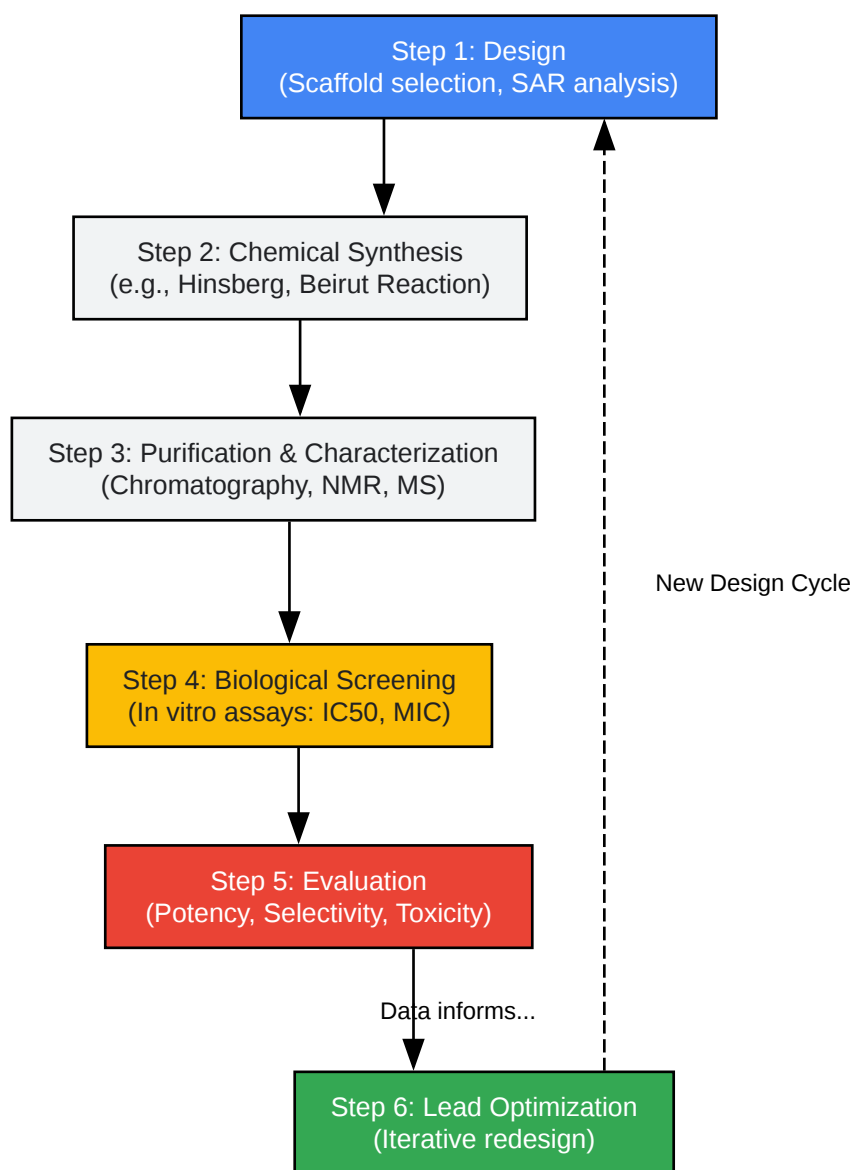 Step 1: Design
(Scaffold selection, SAR analysis)
Step 2: Chemical Synthesis
(e.g., Hinsberg, Beirut Reaction)
Step 3: Purification & Characterization
(Chromatography, NMR, MS)
New Design Cycle
Step 4: Biological Screening
(In vitro assays: IC50, MIC)
Step 5: Evaluation
(Potency, Selectivity, Toxicity)
Data informs...
Step 6: Lead Optimization
(Iterative redesign)